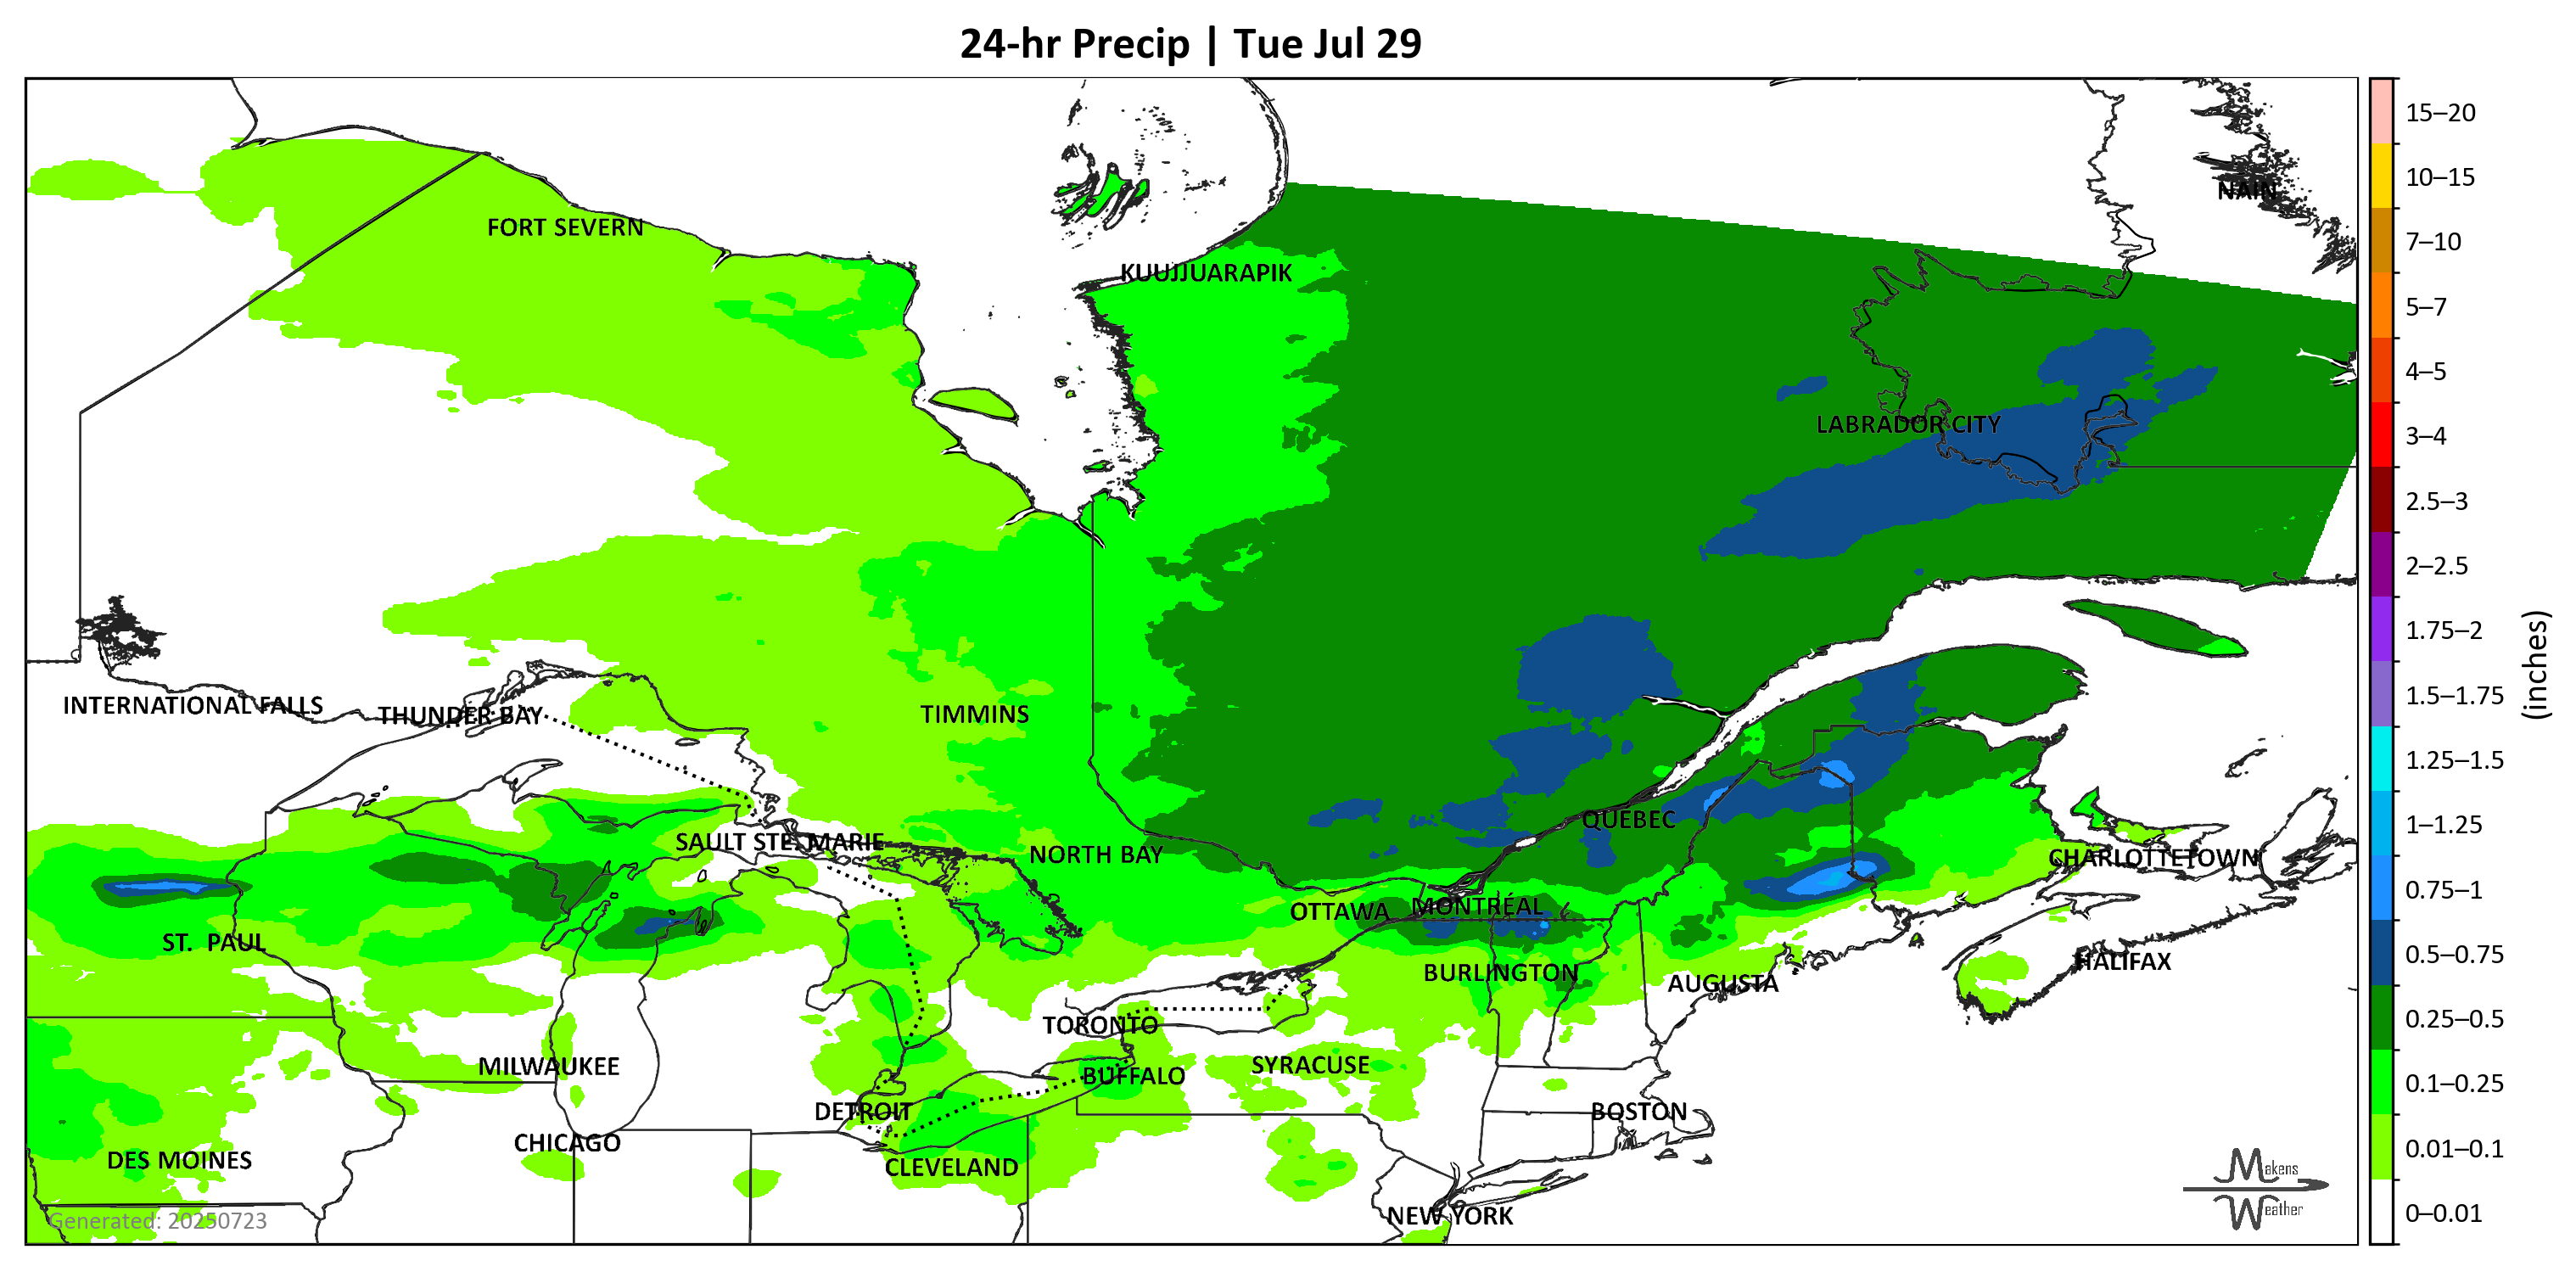 24-hr Precip | Tue Jul 29
15–20
10–15
7–10
5–7
4–5
3–4
2.5–3
2–2.5
1.75–2
1.5–1.75
1.25–1.5
1–1.25
0.75–1
0.5–0.75
0.25–0.5
0.1–0.25
0.01–0.1
0–0.01
(inches)
NAIN
FORT SEVERN
KUUJJUARAPIK
LABRADOR CITY
INTERNATIONAL FALLS
THUNDER BAY
TIMMINS
QUEBEC
SAULT STE. MARIE
NORTH BAY
CHARLOTTETOWN
OTTAWA
MONTRÉAL
ST. PAUL
HALIFAX
BURLINGTON
AUGUSTA
TORONTO
MILWAUKEE
SYRACUSE
BUFFALO
DETROIT
BOSTON
CHICAGO
DES MOINES
CLEVELAND
NEW YORK
Generated: 20250723
Makens
Weather